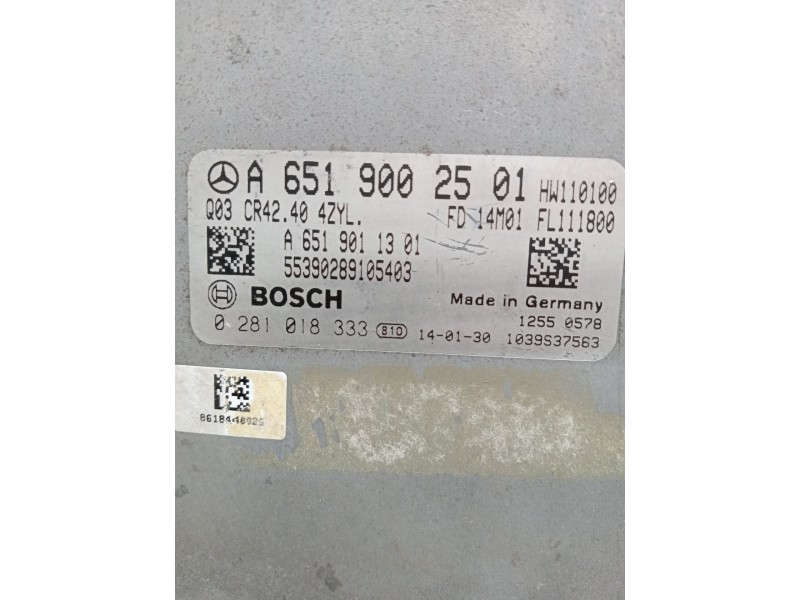 A 651 900 25 01 HW110100
Q03 CR42.40 4ZYL. FD 14M01 FL111800
A 651 901 13 01
55390289105403
BOSCH Made in Germany
1255 0578
0 281 018 333 810 14-01-30 1039S37563